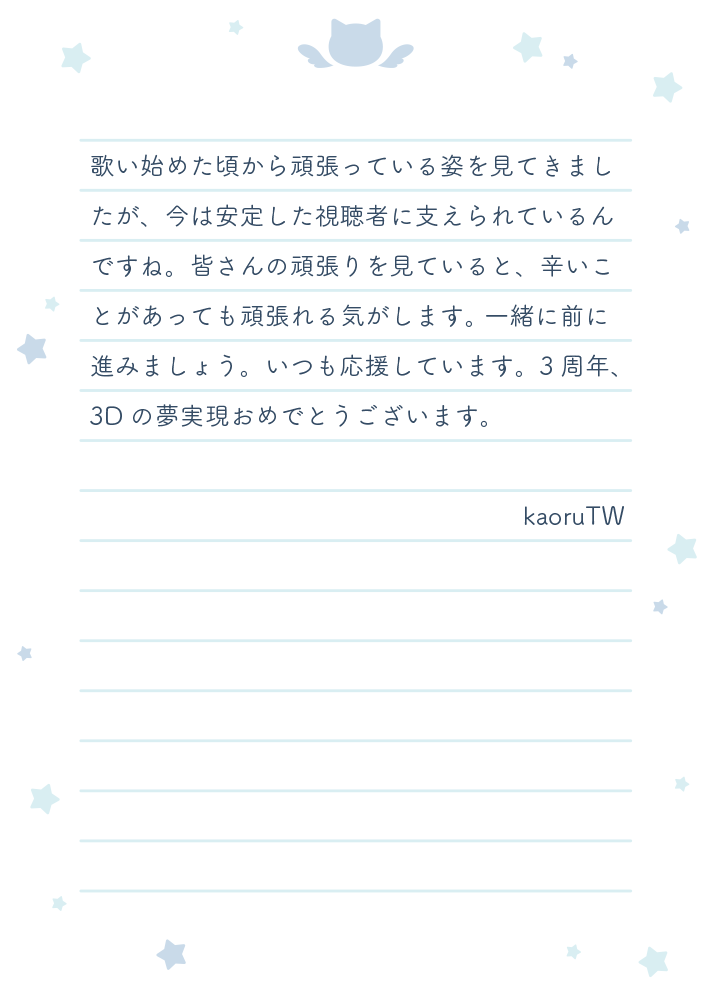 歌い始めた頃から頑張っている姿を見てきまし
たが、今は安定した視聴者に支えられているん
ですね。皆さんの頑張りを見ていると、辛いこ
とがあっても頑張れる気がします。一緒に前に
進みましょう。いつも応援しています。3 周年、
3D の夢実現おめでとうございます。
kaoruTW